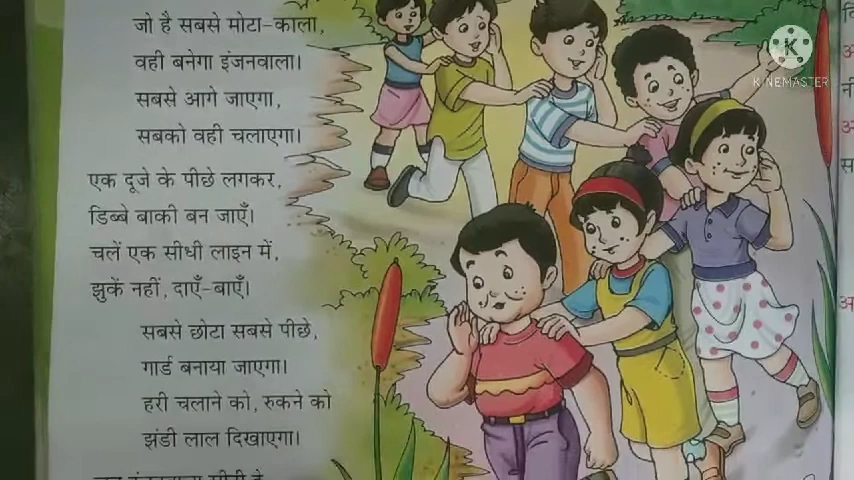 जो है सबसे मोटा-काला,
वही बनेगा इंजनवाला।
सबसे आगे जाएगा,
सबको वही चलाएगा।
एक दूजे के पीछे लगकर,
डिब्बे बाकी बन जाएँ।
चलें एक सीधी लाइन में,
झुकें नहीं, दाएँ-बाएँ।
सबसे छोटा सबसे पीछे,
गार्ड बनाया जाएगा।
हरी चलाने को, रुकने को
झंडी लाल दिखाएगा।
K
KINEMASTER